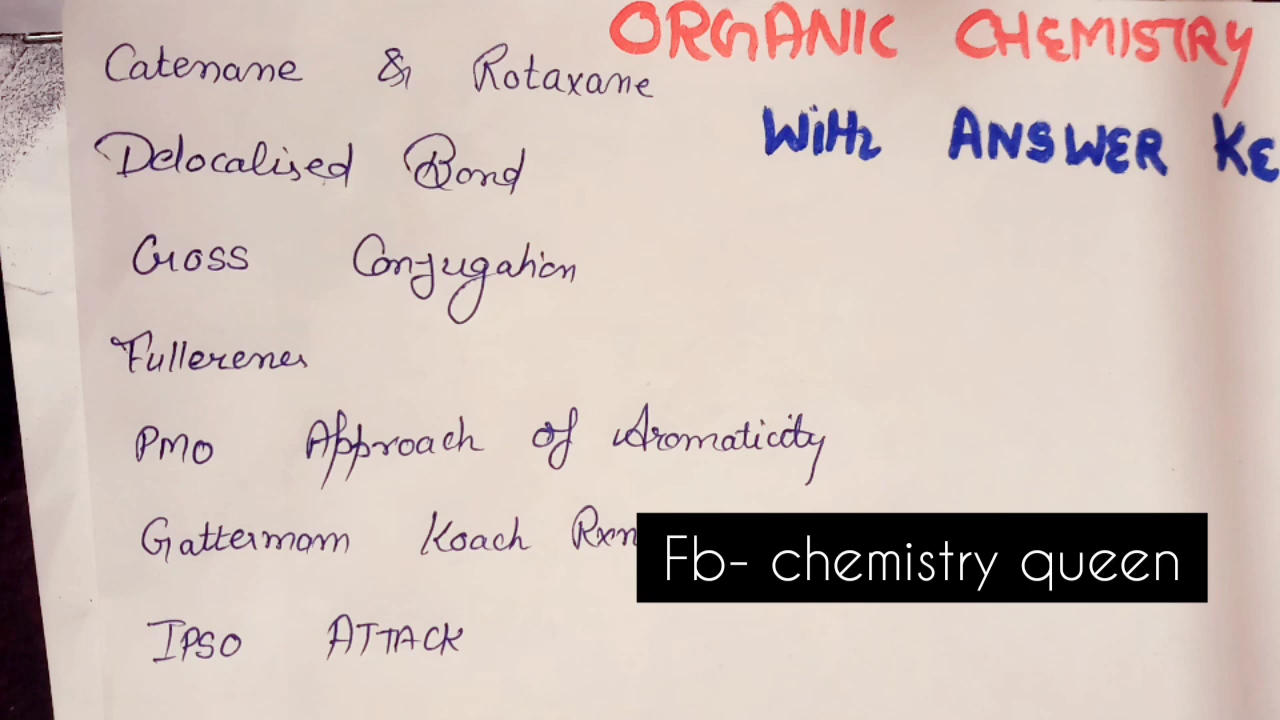 ORGANIC CHEMISTRY
WITH ANSWER KE
Catenane & Rotaxane
Delocalised Bond
Cross Conjugation
Fullerenes
PMO Approach of Aromaticity
Gattermam Koach Rxn
Fb- chemistry queen
IPSO ATTACK